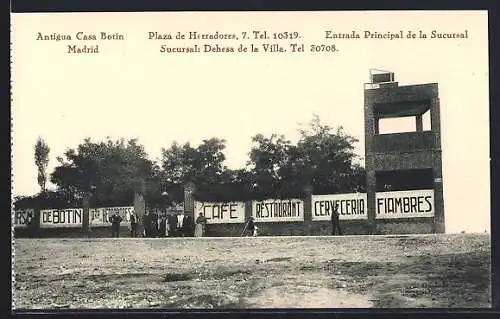 Antigua Casa Botin
Madrid
Plaza de Herradores, 7. Tel. 10319.
Sucursal: Dehesa de la Villa. Tel 30708.
Entrada Principal de la Sucursal
DE BOTIN
CAFÉ
RESTAURANT
CERVECERIA
FIAMBRES